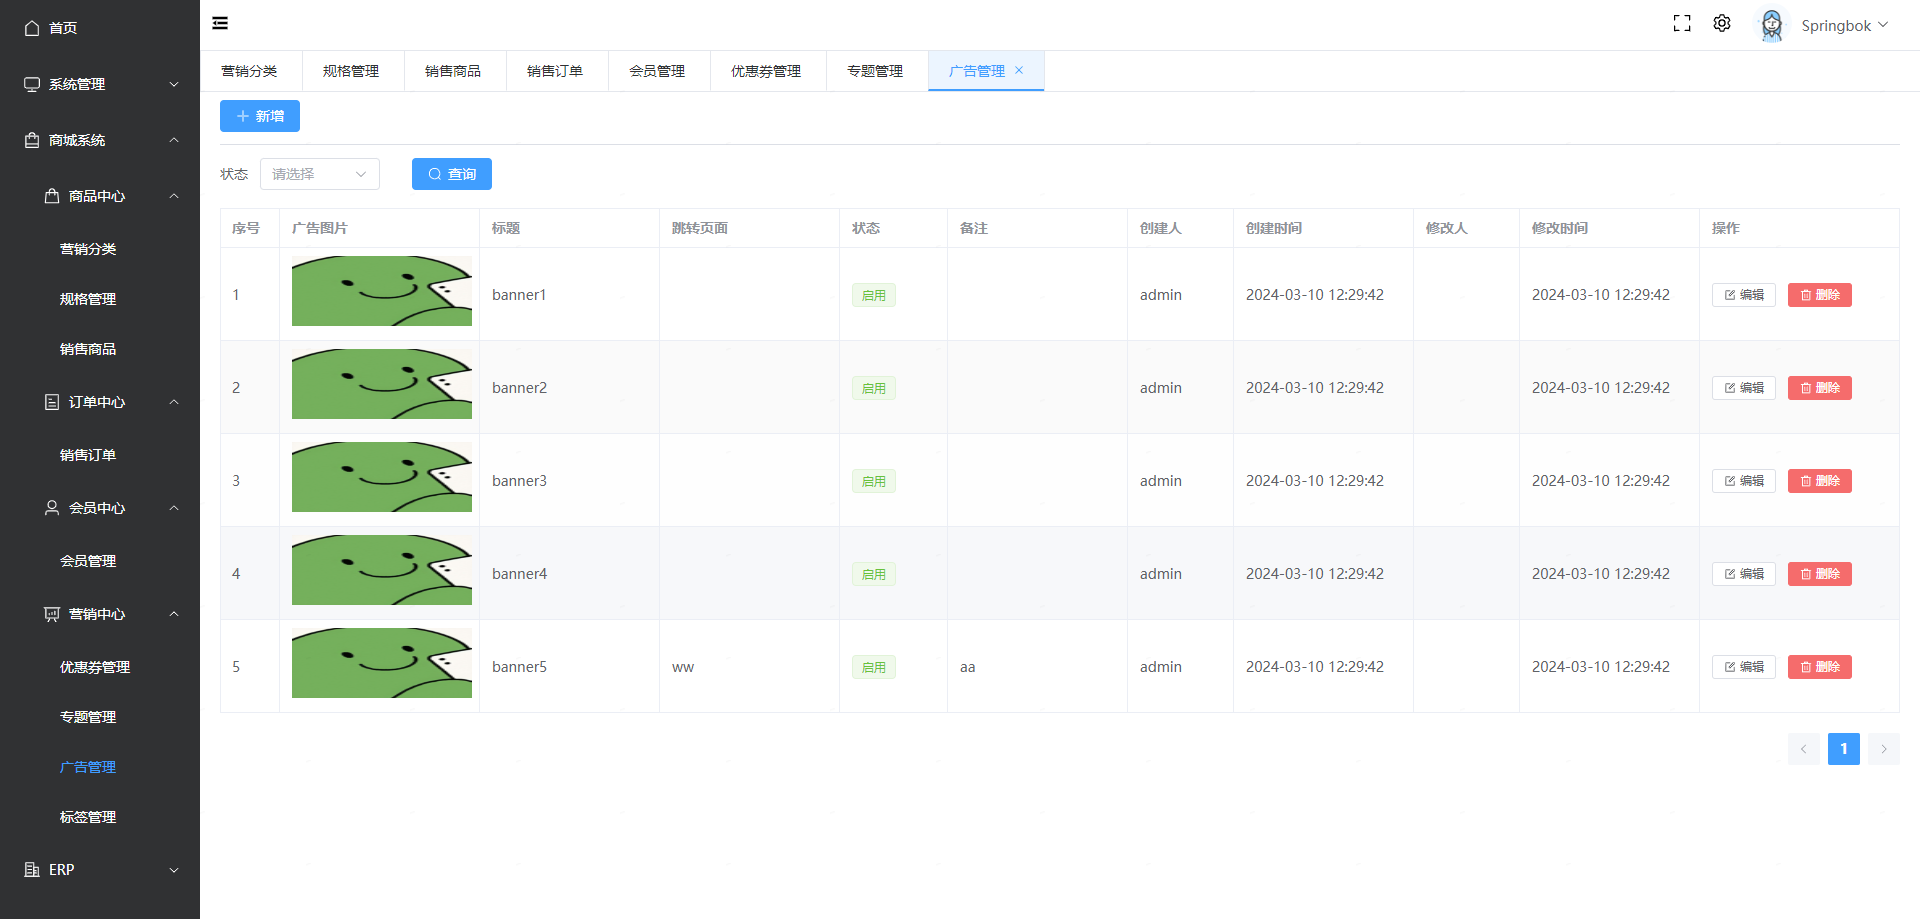 首页
系统管理
商城系统
商品中心
营销分类
规格管理
销售商品
订单中心
销售订单
会员中心
会员管理
营销中心
优惠券管理
专题管理
广告管理
标签管理
ERP
Springbok
营销分类 规格管理 销售商品 销售订单 会员管理 优惠券管理 专题管理 广告管理
新增
状态 请选择 查询
序号 广告图片 标题 跳转页面 状态 备注 创建人 创建时间 修改人 修改时间 操作
1 banner1 启用 admin 2024-03-10 12:29:42 2024-03-10 12:29:42 编辑 删除
2 banner2 启用 admin 2024-03-10 12:29:42 2024-03-10 12:29:42 编辑 删除
3 banner3 启用 admin 2024-03-10 12:29:42 2024-03-10 12:29:42 编辑 删除
4 banner4 启用 admin 2024-03-10 12:29:42 2024-03-10 12:29:42 编辑 删除
5 banner5 ww 启用 aa admin 2024-03-10 12:29:42 2024-03-10 12:29:42 编辑 删除
1